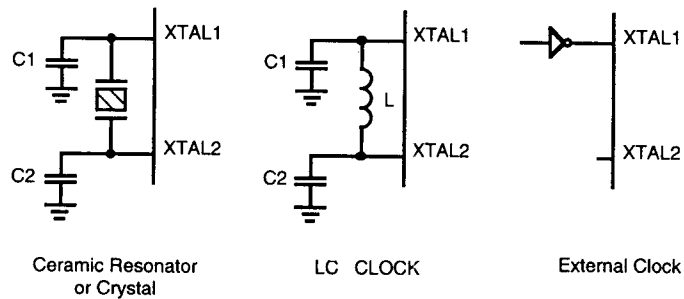 XTAL1
C1
XTAL2
C2
Ceramic Resonator
or Crystal
XTAL1
C1
L
XTAL2
C2
LC CLOCK
XTAL1
XTAL2
External Clock